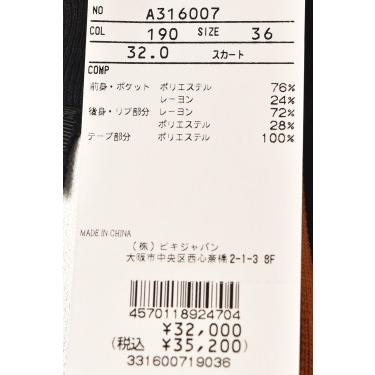 NO A316007
COL 190 SIZE 36
32.0 スカート
COMP
前身・ポケット ポリエステル 76%
レーヨン 24%
後身・リブ部分 レーヨン 72%
ポリエステル 28%
テープ部分 ポリエステル 100%
MADE IN CHINA
(株)ビキジャパン
大阪市中央区西心斎橋2-1-3 8F
4570118924704
¥32,000
(税込 ¥35,200)
331600719036